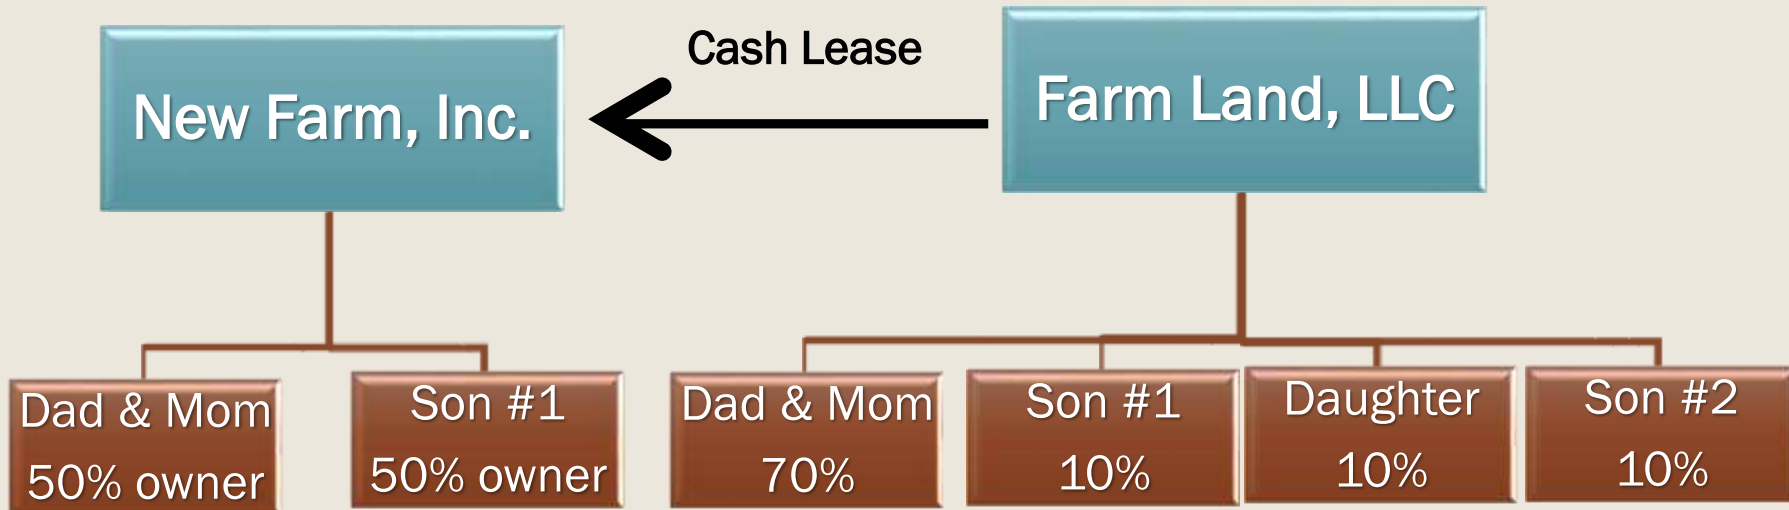 New Farm, Inc.
Cash Lease
Farm Land, LLC
Dad & Mom
50% owner
Son #1
50% owner
Dad & Mom
70%
Son #1
10%
Daughter
10%
Son #2
10%